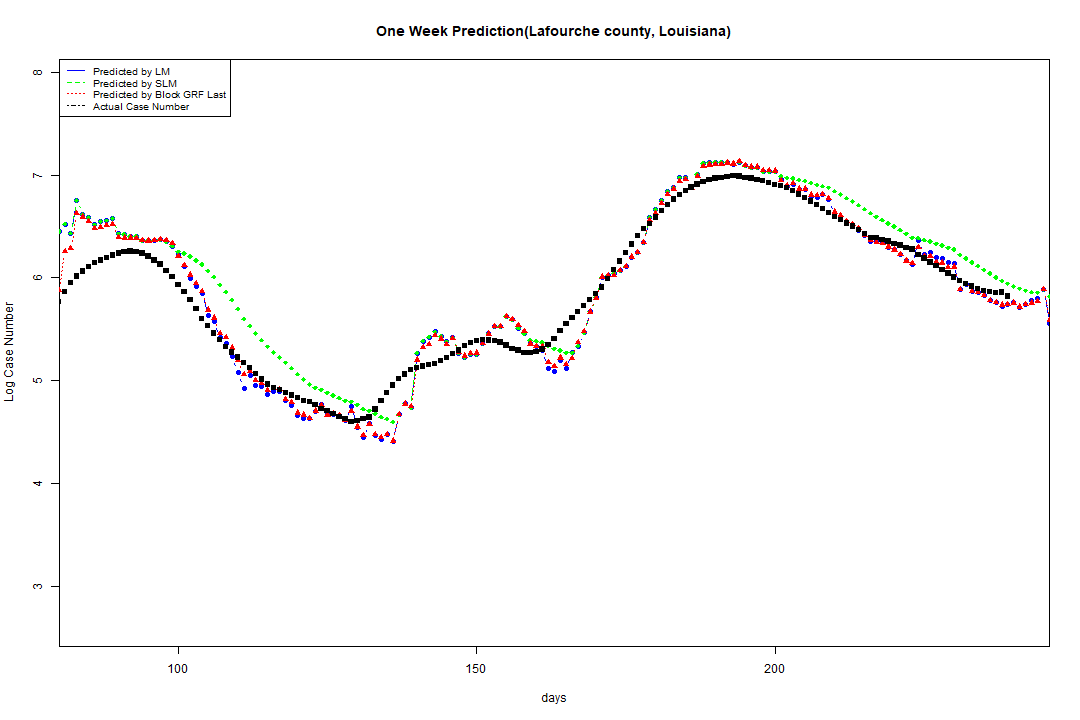 One Week Prediction(Lafourche county, Louisiana)
Predicted by LM
Predicted by SLM
Predicted by Block GRF Last
Actual Case Number
8
7
6
5
4
3
Log Case Number
100 150 200
days